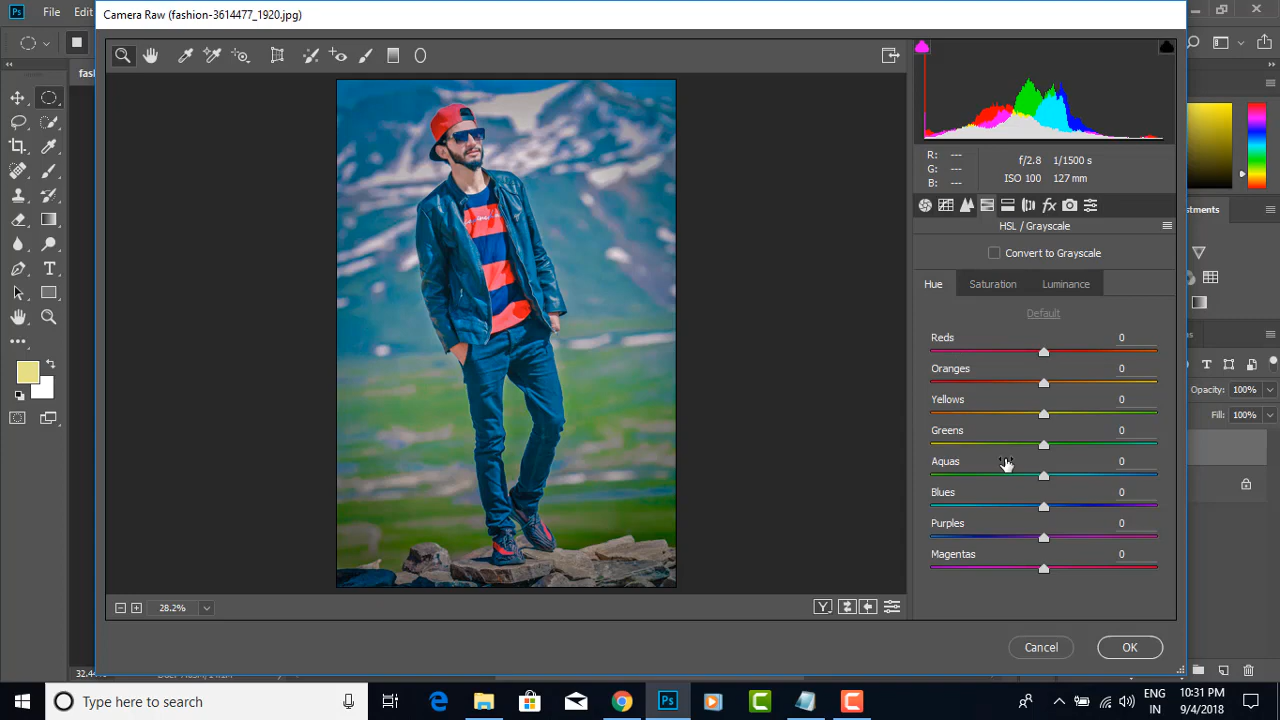 Ps File Edit
Camera Raw (fashion-3614477_1920.jpg)
R: ---
G: ---
B: ---
f/2.8 1/1500 s
ISO 100 127 mm
HSL / Grayscale
Convert to Grayscale
Hue Saturation Luminance
Default
Reds 0
Oranges 0
Yellows 0
Greens 0
Aquas 0
Blues 0
Purples 0
Magentas 0
Opacity: 100%
Fill: 100%
28.2%
Y
Cancel OK
Type here to search
Ps
ENG
IN
10:31 PM
9/4/2018